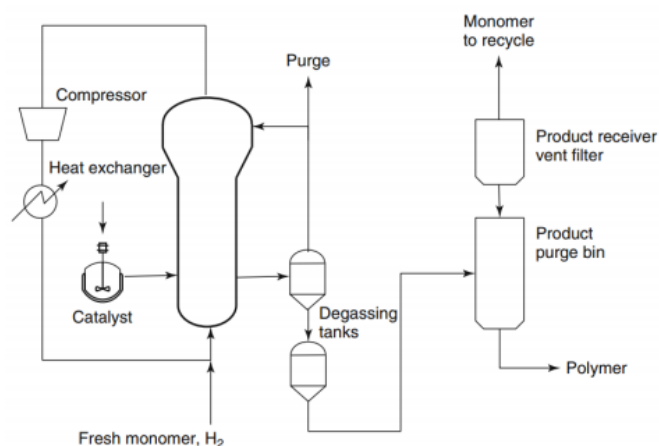 Monomer
to recycle
Purge
Compressor
Product receiver
vent filter
Heat exchanger
Product
purge bin
Catalyst
Degassing
tanks
Polymer
Fresh monomer, H₂